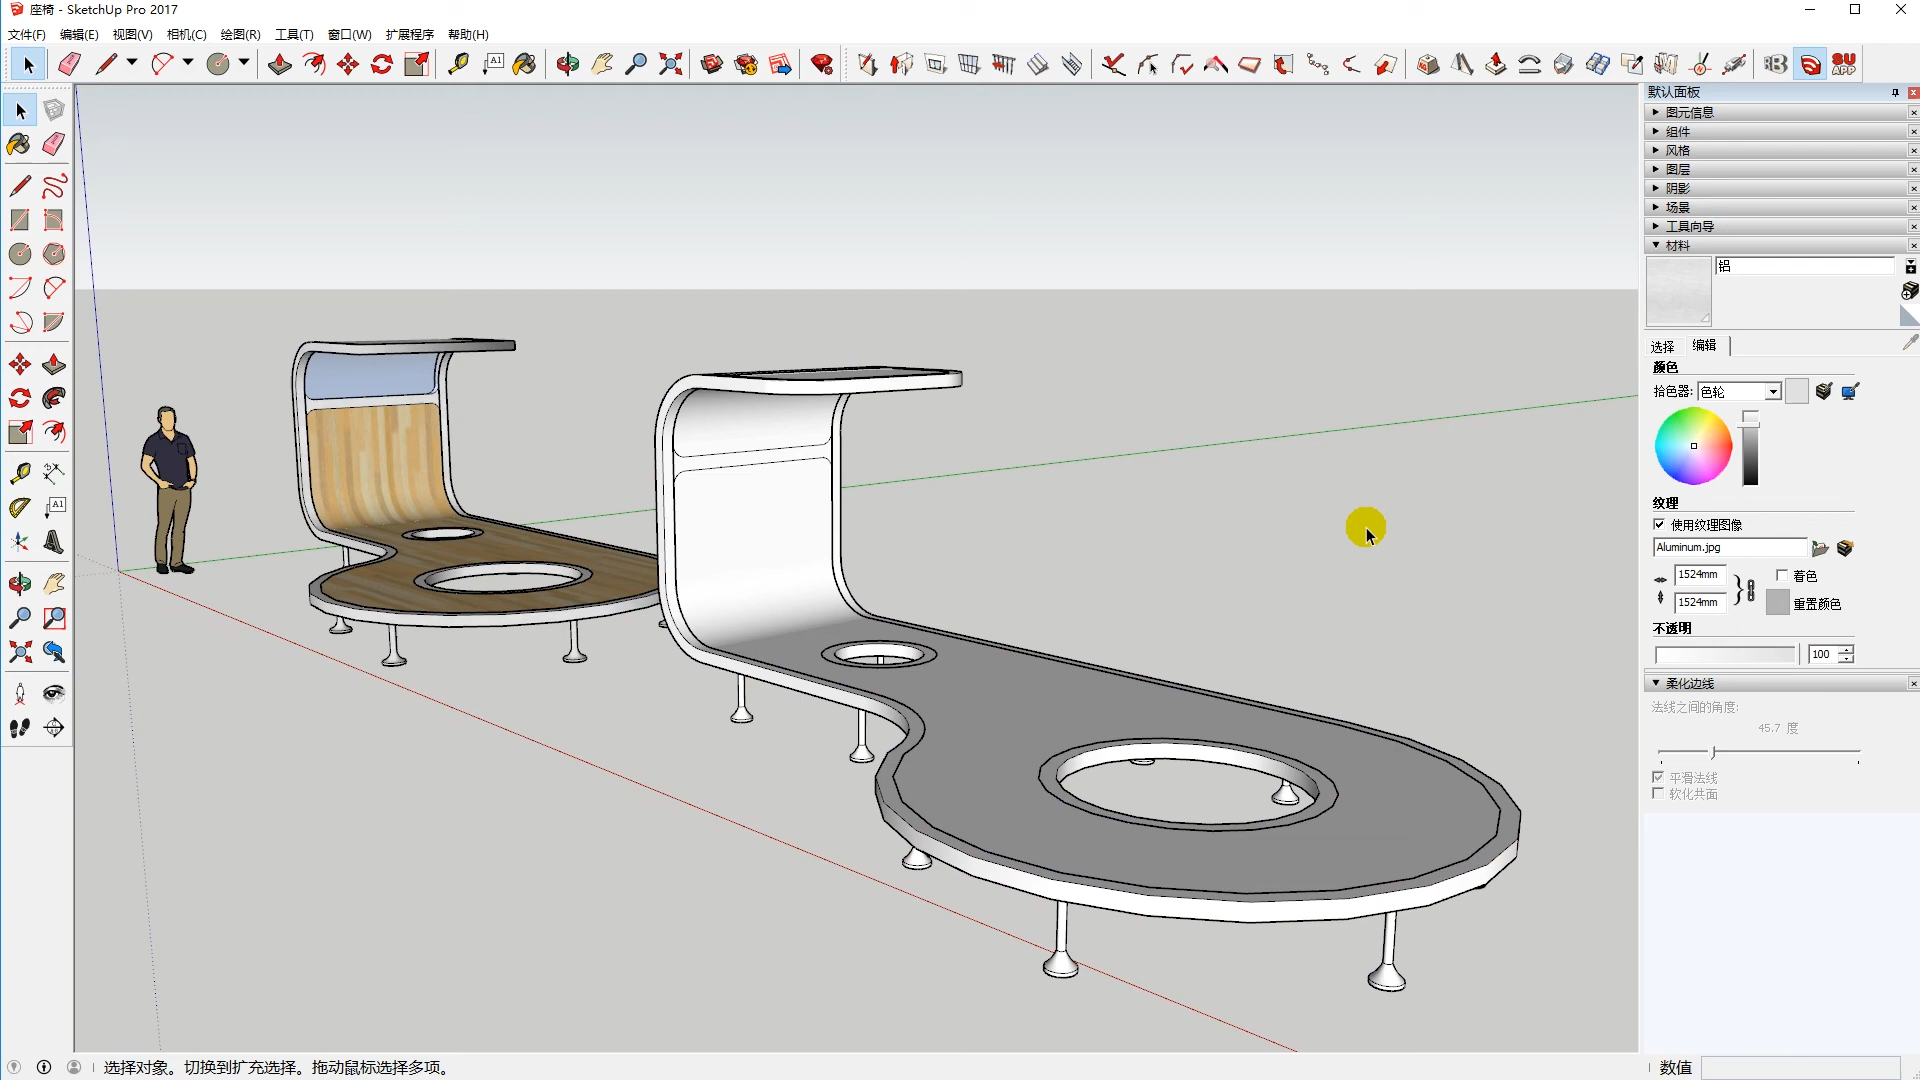 座椅 - SketchUp Pro 2017
文件(F) 编辑(E) 视图(V) 相机(C) 绘图(R) 工具(T) 窗口(W) 扩展程序 帮助(H)
A1
SU
APP
默认面板
图元信息
组件
风格
图层
阴影
场景
工具向导
材料
铝
选择 编辑
颜色
拾色器: 色轮
纹理
使用纹理图像
Aluminum.jpg
1524mm
着色
1524mm
重置颜色
不透明
100
柔化边线
法线之间的角度:
45.7 度
平滑法线
软化共面
A1
选择对象。切换到扩充选择。拖动鼠标选择多项。
数值